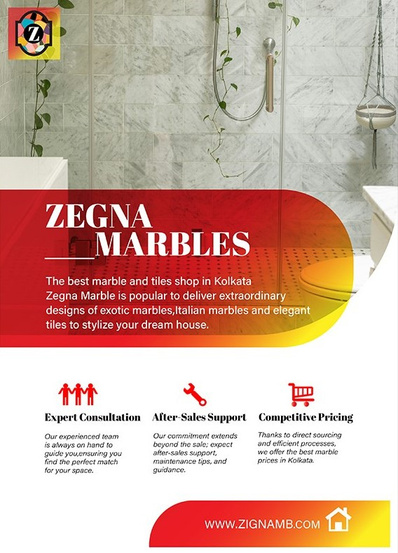 Z
ZEGNA
MARBLES
The best marble and tiles shop in Kolkata
Zegna Marble is popular to deliver extraordinary
designs of exotic marbles,Italian marbles and elegant
tiles to stylize your dream house.
Expert Consultation
Our experienced team
is always on hand to
guide you,ensuring you
find the perfect match
for your space.
After-Sales Support
Our commitment extends
beyond the sale; expect
after-sales support,
maintenance tips, and
guidance.
Competitive Pricing
Thanks to direct sourcing
and efficient processes,
we offer the best marble
prices in Kolkata.
WWW.ZIGNAMB.COM